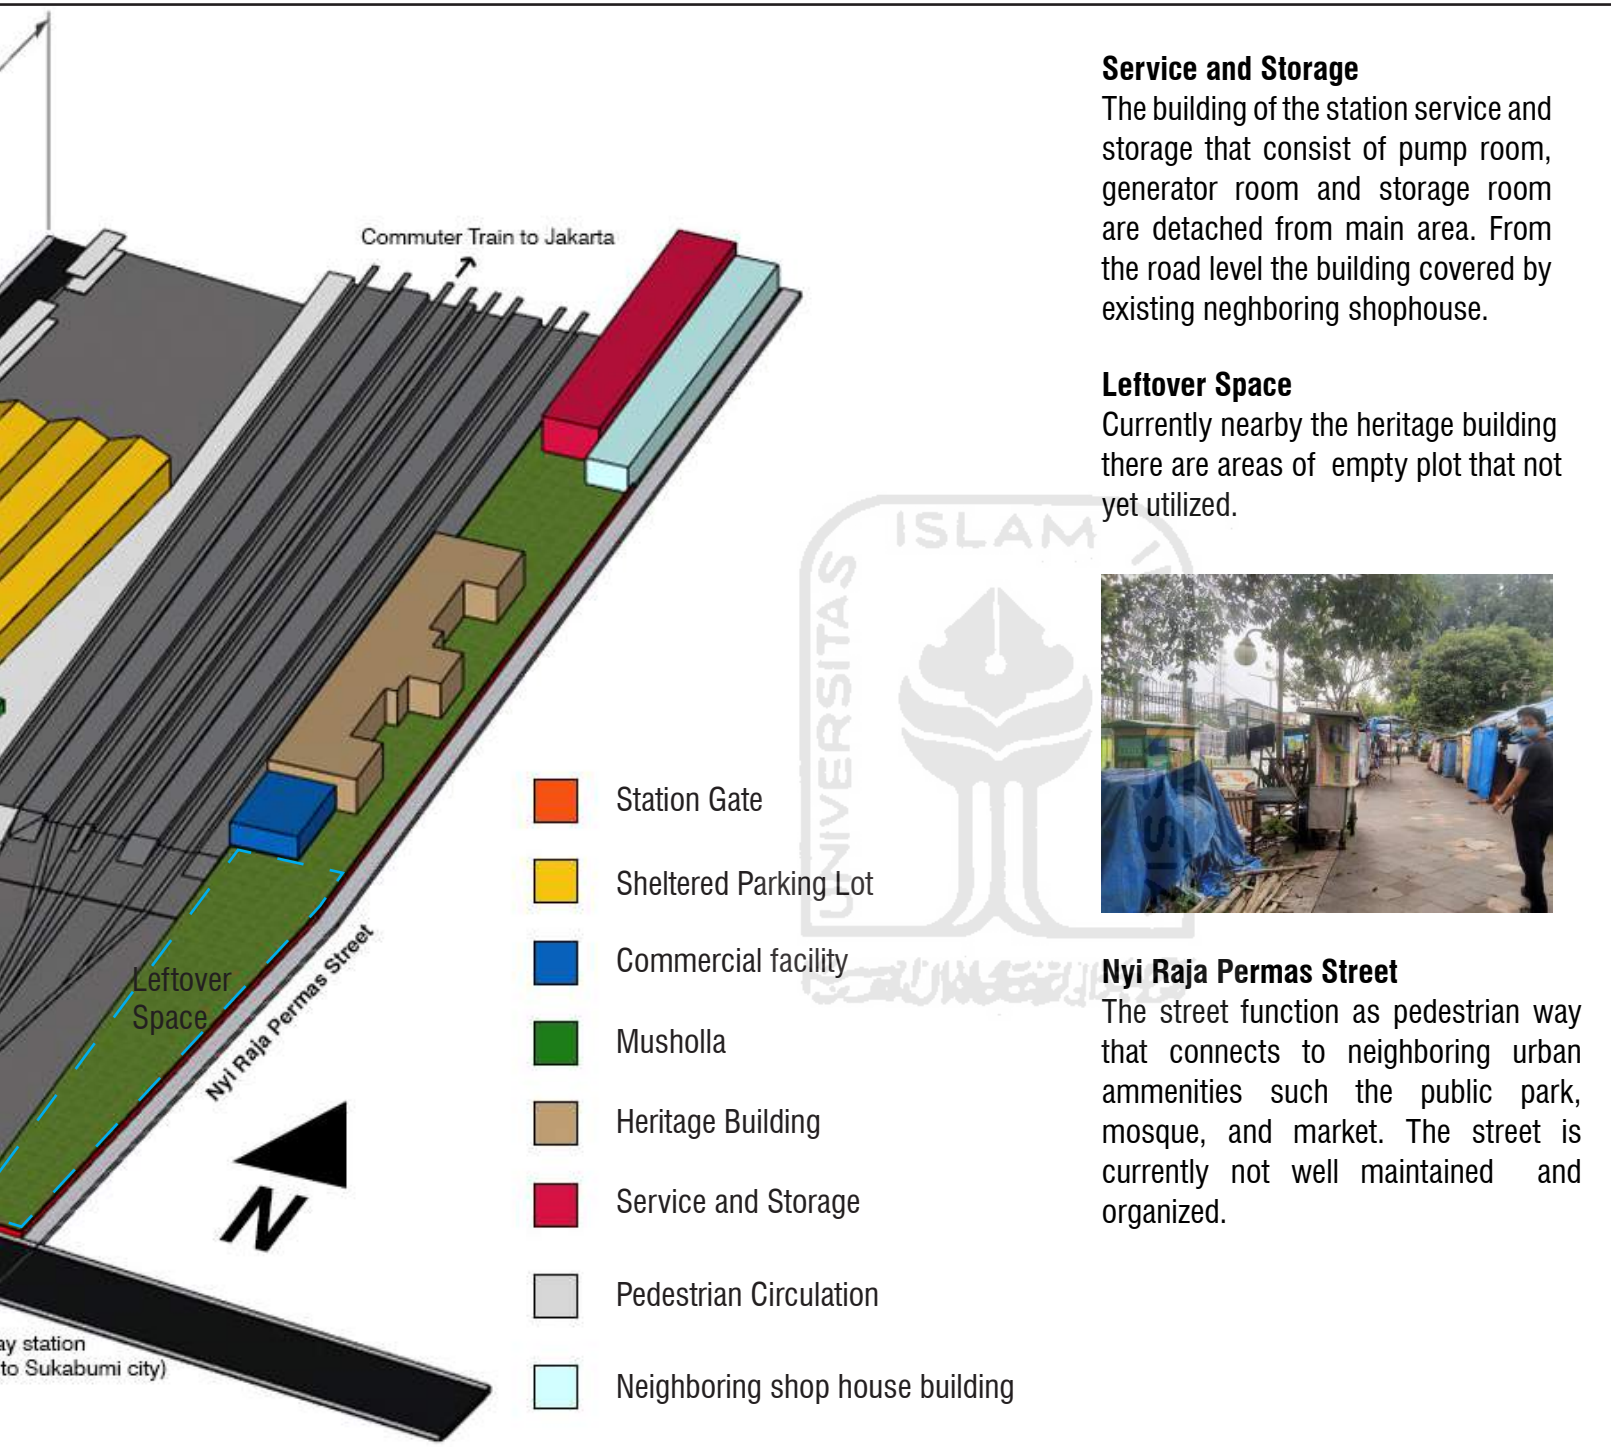 Service and Storage
The building of the station service and
storage that consist of pump room,
generator room and storage room
are detached from main area. From
the road level the building covered by
existing neghboring shophouse.
Leftover Space
Currently nearby the heritage building
there are areas of empty plot that not
yet utilized.
Nyi Raja Permas Street
The street function as pedestrian way
that connects to neighboring urban
ammenities such the public park,
mosque, and market. The street is
currently not well maintained and
organized.
Commuter Train to Jakarta
Leftover
Space
Nyi Raja Permas Street
N
station
to Sukabumi city)
Station Gate
Sheltered Parking Lot
Commercial facility
Musholla
Heritage Building
Service and Storage
Pedestrian Circulation
Neighboring shop house building
UNIVERSITAS
ISLAM